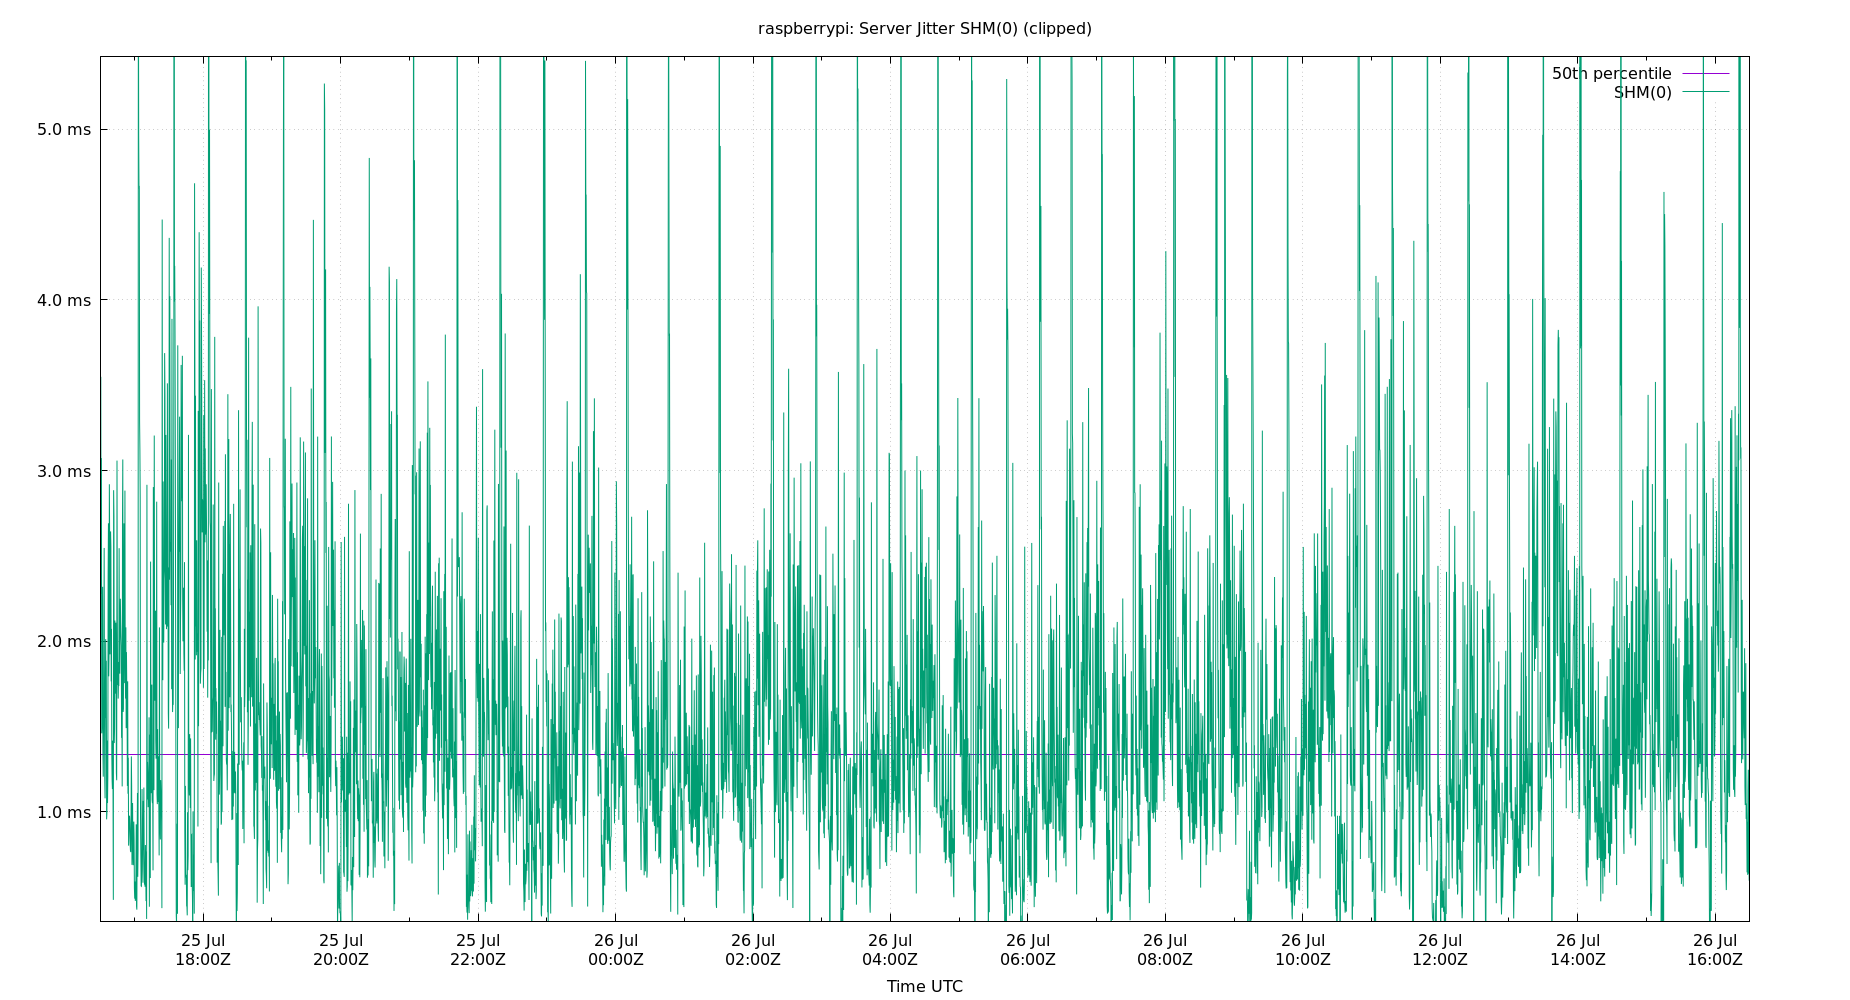 raspberrypi: Server Jitter SHM(0) (clipped)
50th percentile
SHM(0)
5.0 ms
4.0 ms
3.0 ms
2.0 ms
1.0 ms
25 Jul 25 Jul 25 Jul 26 Jul 26 Jul 26 Jul 26 Jul 26 Jul 26 Jul 26 Jul 26 Jul 26 Jul
18:00Z 20:00Z 22:00Z 00:00Z 02:00Z 04:00Z 06:00Z 08:00Z 10:00Z 12:00Z 14:00Z 16:00Z
Time UTC